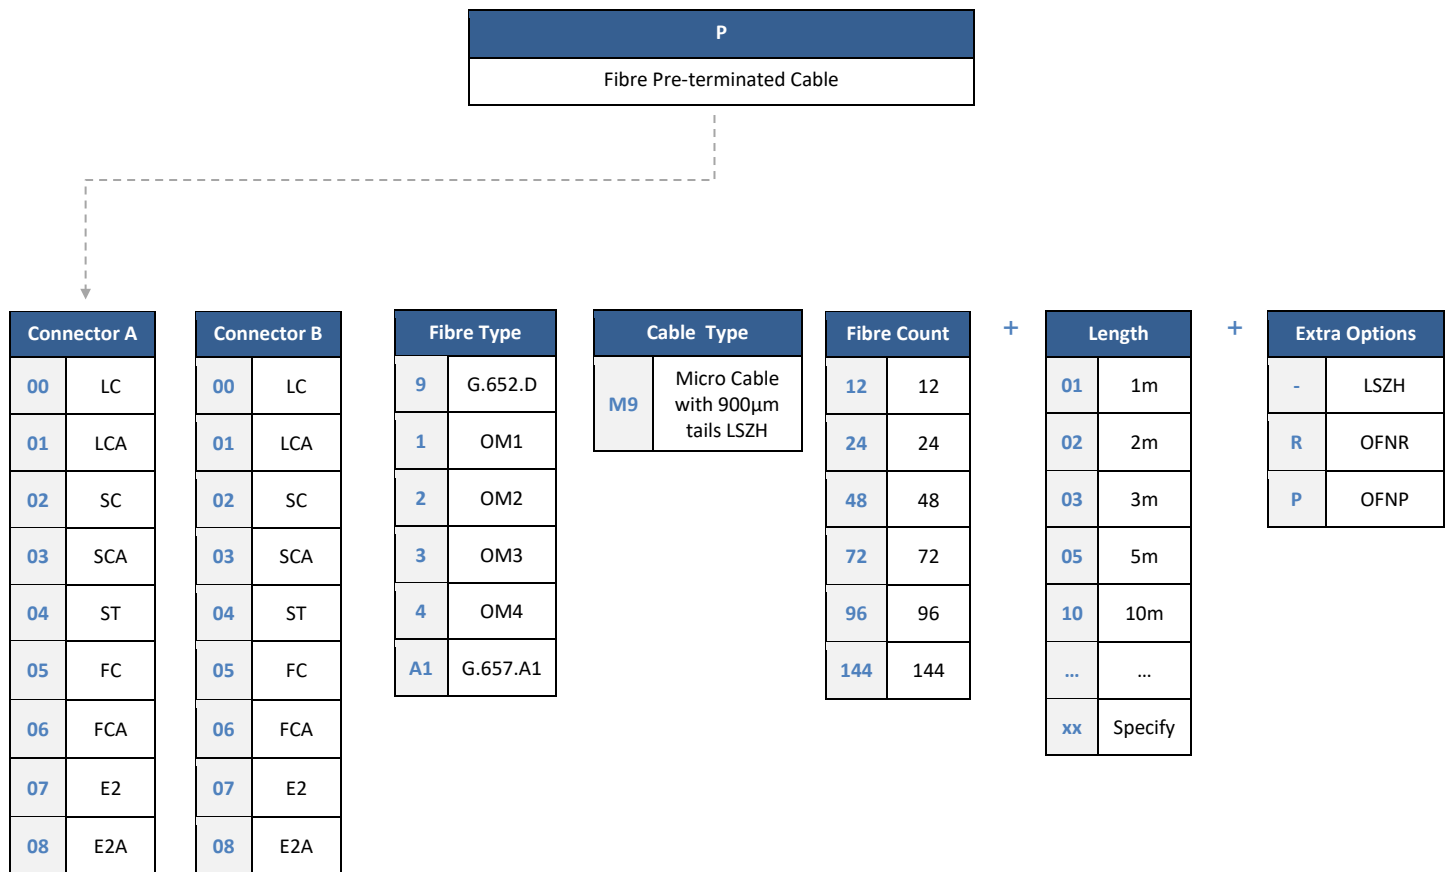 P
Fibre Pre-terminated Cable
Connector A
00 LC
01 LCA
02 SC
03 SCA
04 ST
05 FC
06 FCA
07 E2
08 E2A
Connector B
00 LC
01 LCA
02 SC
03 SCA
04 ST
05 FC
06 FCA
07 E2
08 E2A
Fibre Type
9 G.652.D
1 OM1
2 OM2
3 OM3
4 OM4
A1 G.657.A1
Cable Type
M9
Micro Cable
with 900µm
tails LSZH
Fibre Count
12 12
24 24
48 48
72 72
96 96
144 144
+
Length
01 1m
02 2m
03 3m
05 5m
10 10m
... ...
xx Specify
+
Extra Options
- LSZH
R OFNR
P OFNP